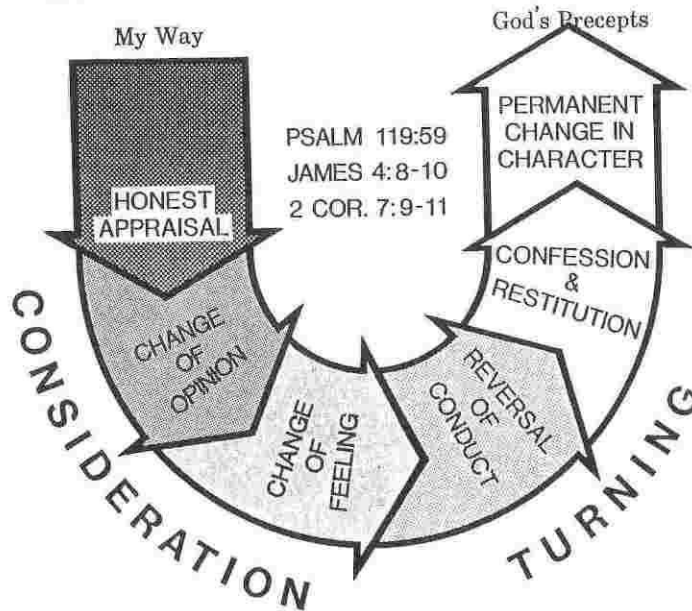 My Way
God's Precepts
PSALM 119:59
JAMES 4:8-10
2 COR. 7:9-11
HONEST
APPRAISAL
CHANGE
OF
OPINION
CHANGE
OF
FEELING
REVERSAL
OF
CONDUCT
CONFESSION
&
RESTITUTION
PERMANENT
CHANGE IN
CHARACTER
CONSIDERATION
TURNING